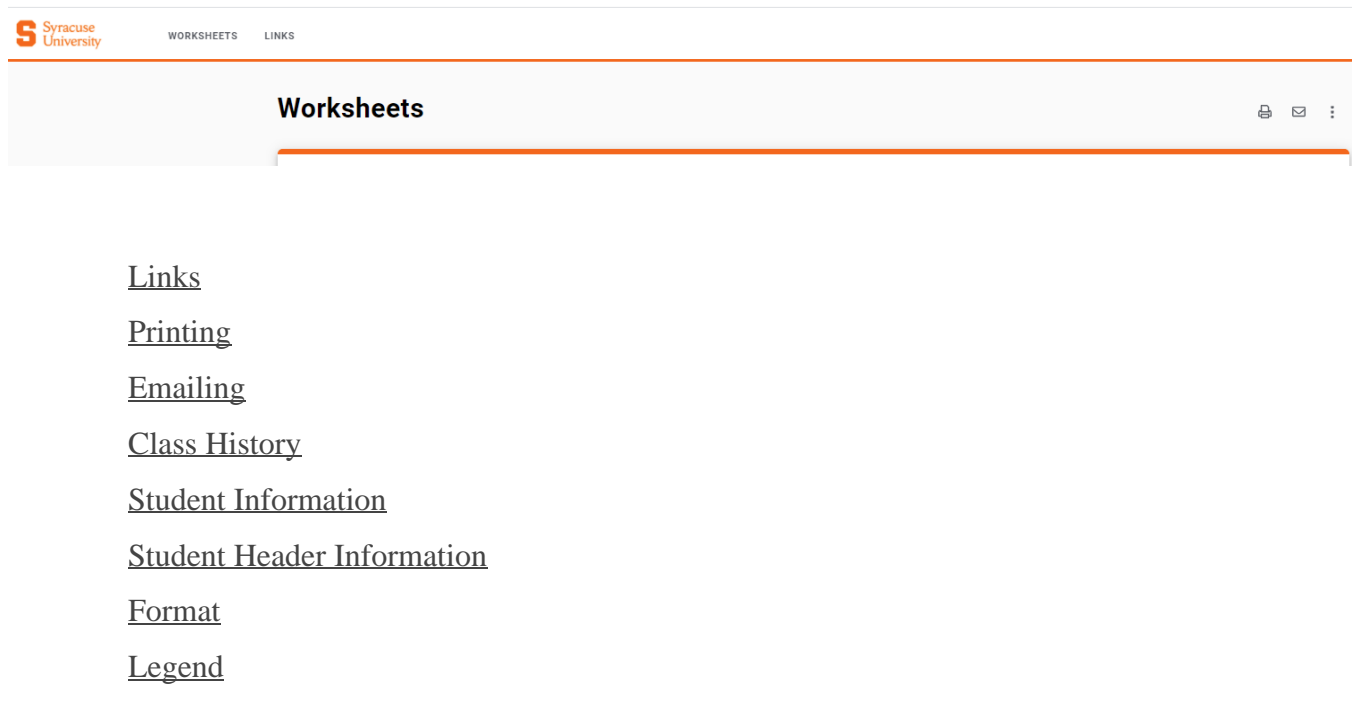 Syracuse
University
WORKSHEETS LINKS
Worksheets
Links
Printing
Emailing
Class History
Student Information
Student Header Information
Format
Legend